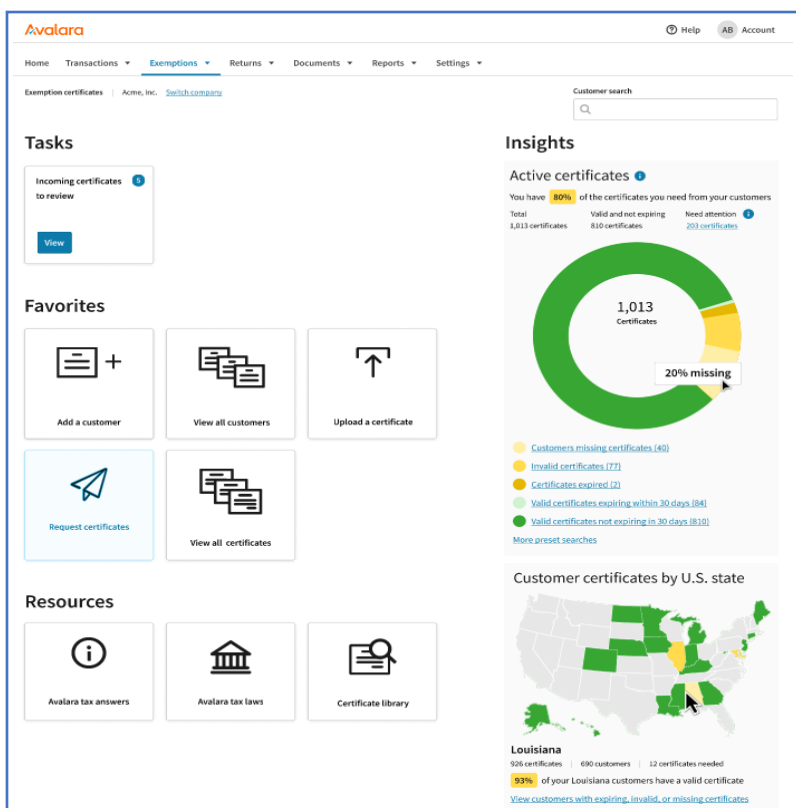 Avalara
Help
AB Account
Home Transactions Exemptions Returns Documents Reports Settings
Exemption certificates | Acme, Inc. Switch company
Customer search
Tasks
Incoming certificates 5
to review
View
Favorites
Add a customer
View all customers
Upload a certificate
Request certificates
View all certificates
Resources
Avalara tax answers
Avalara tax laws
Certificate library
Insights
Active certificates
You have 80% of the certificates you need from your customers
Total Valid and not expiring Need attention
1,013 certificates 810 certificates 203 certificates
1,013
Certificates
20% missing
Customers missing certificates (40)
Invalid certificates (77)
Certificates expired (2)
Valid certificates expiring within 30 days (84)
Valid certificates not expiring in 30 days (810)
More preset searches
Customer certificates by U.S. state
Louisiana
926 certificates | 690 customers | 12 certificates needed
93% of your Louisiana customers have a valid certificate
View customers with expiring, invalid, or missing certificates